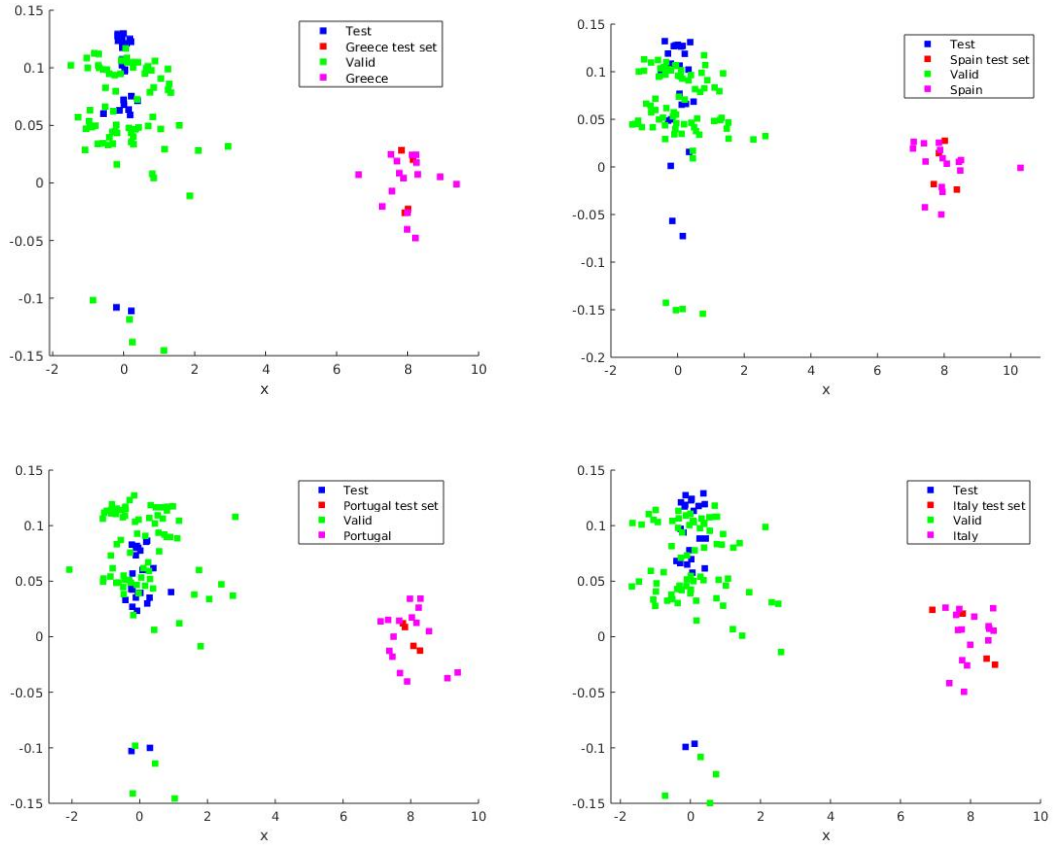 0.15
0.1
0.05
0
-0.05
-0.1
-0.15
-2 0 2 4 6 8 10
x
Test
Greece test set
Valid
Greece
0.15
0.1
0.05
0
-0.05
-0.1
-0.15
-0.2
-2 0 2 4 6 8 10
x
Test
Spain test set
Valid
Spain
0.15
0.1
0.05
0
-0.05
-0.1
-0.15
-2 0 2 4 6 8 10
x
Test
Portugal test set
Valid
Portugal
0.15
0.1
0.05
0
-0.05
-0.1
-0.15
-2 0 2 4 6 8 10
x
Test
Italy test set
Valid
Italy